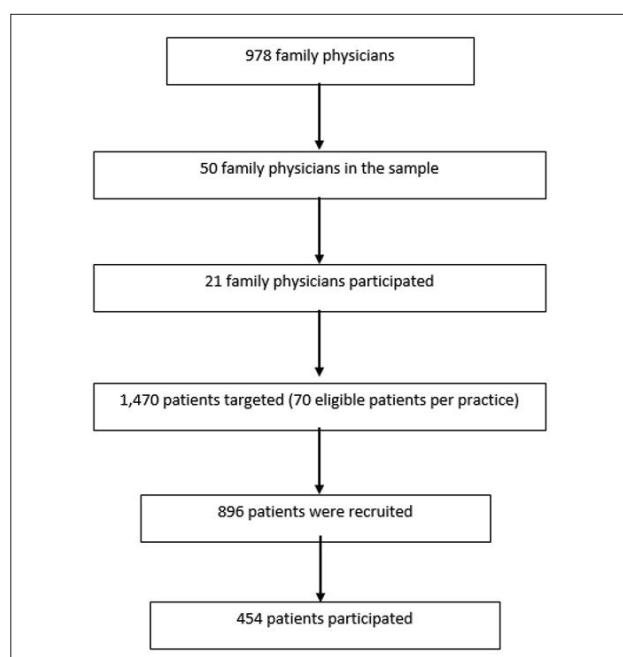 978 family physicians
50 family physicians in the sample
21 family physicians participated
1,470 patients targeted (70 eligible patients per practice)
896 patients were recruited
454 patients participated